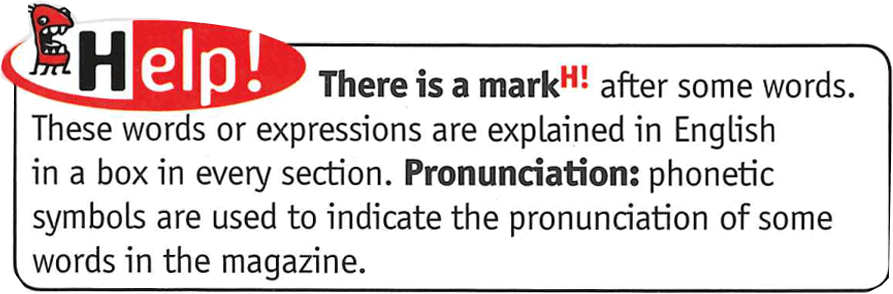 Help!
There is a mark H! after some words.
These words or expressions are explained in English
in a box in every section. Pronunciation: phonetic
symbols are used to indicate the pronunciation of some
words in the magazine.